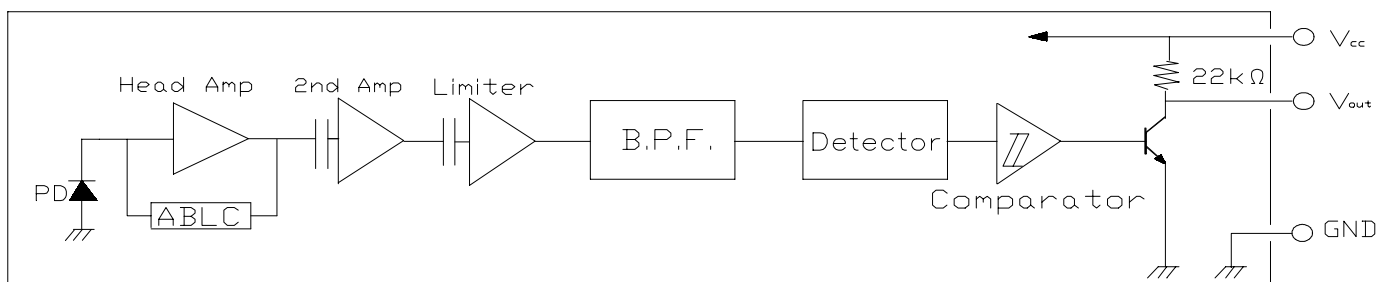 Vcc
22kΩ
Head Amp
2nd Amp
Limiter
Vout
B.P.F.
Detector
PD
Comparator
ABLC
GND